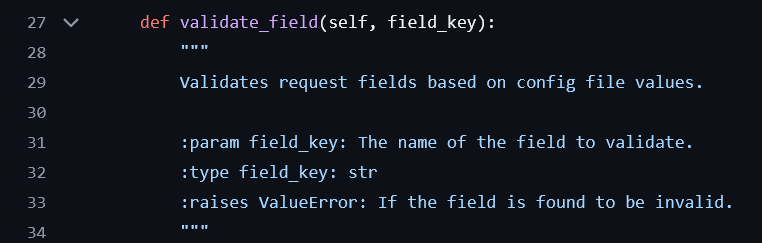 27 def validate_field(self, field_key):
28 """
29 Validates request fields based on config file values.
30
31 :param field_key: The name of the field to validate.
32 :type field_key: str
33 :raises ValueError: If the field is found to be invalid.
34 """